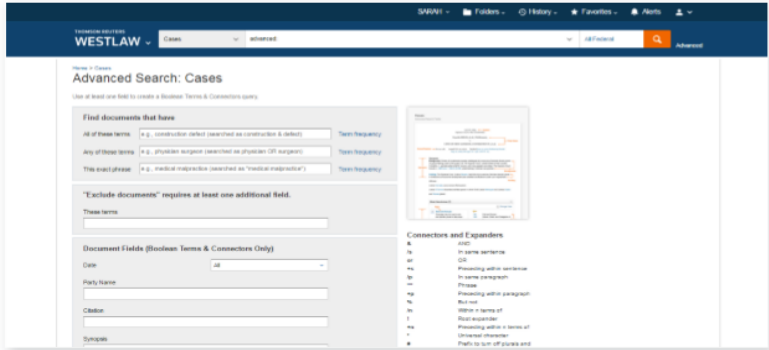 SARAH Folders History Favorites Alerts
THOMSON REUTERS
WESTLAW Cases advanced All Federal Advanced
Home > Cases
Advanced Search: Cases
Use at least one field to create a Boolean Terms & Connectors query.
Find documents that have
All of these terms e.g., construction defect (searched as construction & defect) Term frequency
Any of these terms e.g., physician surgeon (searched as physician OR surgeon) Term frequency
This exact phrase e.g., medical malpractice (searched as "medical malpractice") Term frequency
"Exclude documents" requires at least one additional field.
These terms
Document Fields (Boolean Terms & Connectors Only)
Date All
Party Name
Citation
Synopsis
Connectors and Expanders
& AND
/s In same sentence
or OR
+s Preceding within sentence
/p In same paragraph
"" Phrase
+p Preceding within paragraph
% But not
/n Within n terms of
! Root expander
+n Preceding within n terms of
* Universal character
# Prefix to turn off plurals and